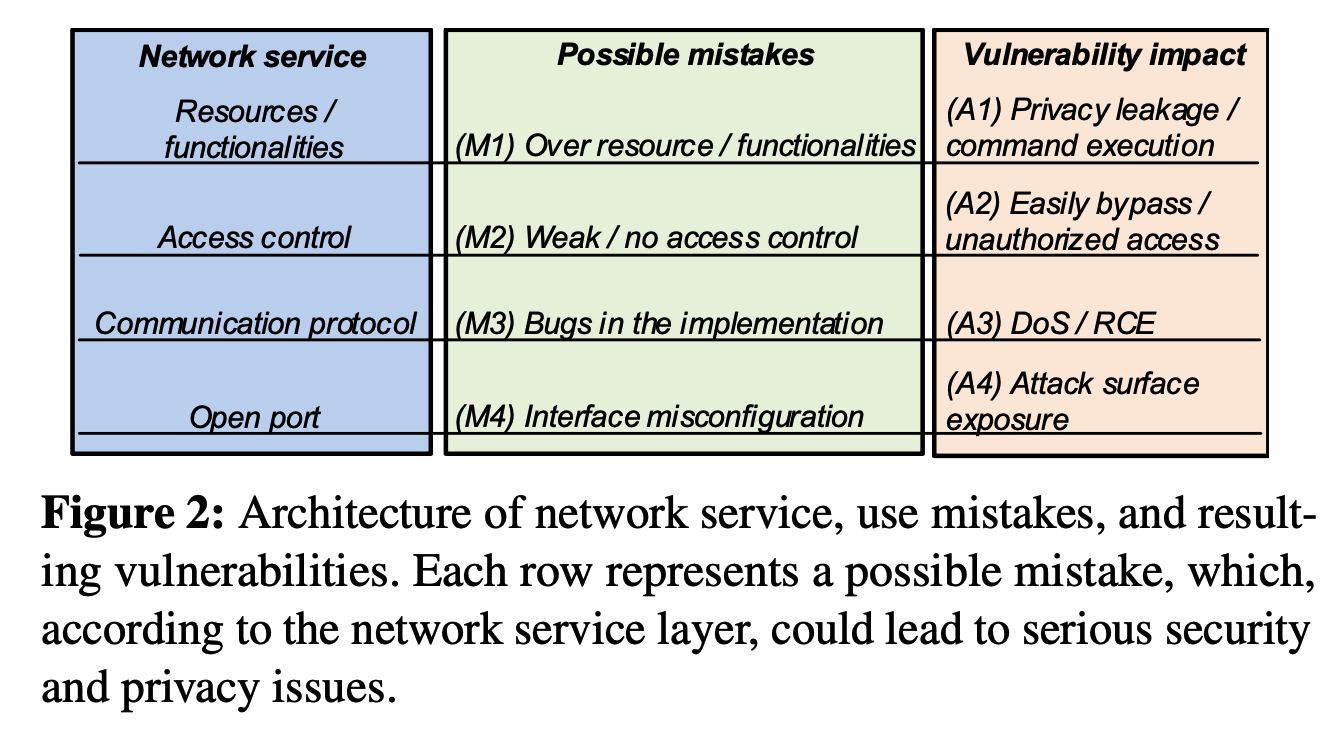 Network service
Possible mistakes
Vulnerability impact
Resources /
functionalities
(M1) Over resource / functionalities
(A1) Privacy leakage /
command execution
Access control
(M2) Weak / no access control
(A2) Easily bypass /
unauthorized access
Communication protocol
(M3) Bugs in the implementation
(A3) DoS / RCE
Open port
(M4) Interface misconfiguration
(A4) Attack surface
exposure
Figure 2: Architecture of network service, use mistakes, and result-
ing vulnerabilities. Each row represents a possible mistake, which,
according to the network service layer, could lead to serious security
and privacy issues.